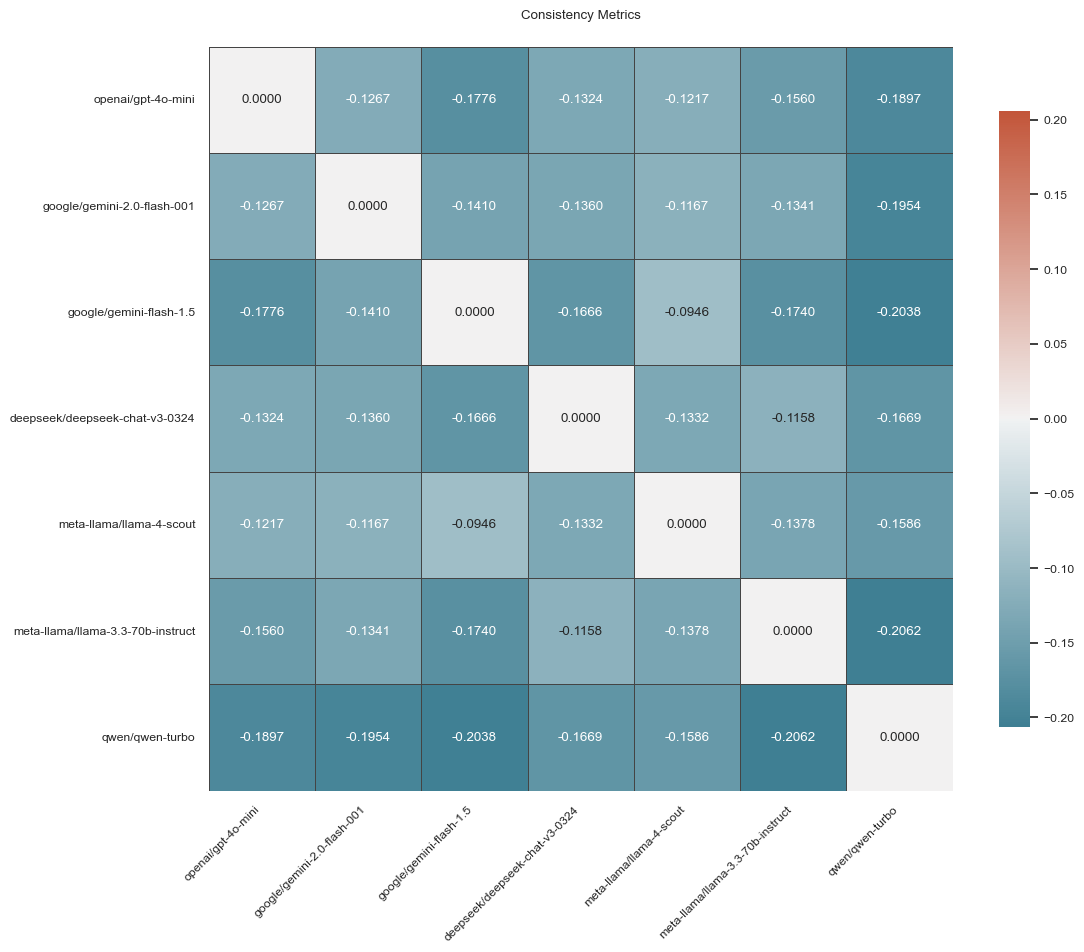 Consistency Metrics
openai/gpt-4o-mini 0.0000 -0.1267 -0.1776 -0.1324 -0.1217 -0.1560 -0.1897
google/gemini-2.0-flash-001 -0.1267 0.0000 -0.1410 -0.1360 -0.1167 -0.1341 -0.1954
google/gemini-flash-1.5 -0.1776 -0.1410 0.0000 -0.1666 -0.0946 -0.1740 -0.2038
deepseek/deepseek-chat-v3-0324 -0.1324 -0.1360 -0.1666 0.0000 -0.1332 -0.1158 -0.1669
meta-llama/llama-4-scout -0.1217 -0.1167 -0.0946 -0.1332 0.0000 -0.1378 -0.1586
meta-llama/llama-3.3-70b-instruct -0.1560 -0.1341 -0.1740 -0.1158 -0.1378 0.0000 -0.2062
qwen/qwen-turbo -0.1897 -0.1954 -0.2038 -0.1669 -0.1586 -0.2062 0.0000
openai/gpt-4o-mini
google/gemini-2.0-flash-001
google/gemini-flash-1.5
deepseek/deepseek-chat-v3-0324
meta-llama/llama-4-scout
meta-llama/llama-3.3-70b-instruct
qwen/qwen-turbo
0.20
0.15
0.10
0.05
0.00
−0.05
−0.10
−0.15
−0.20